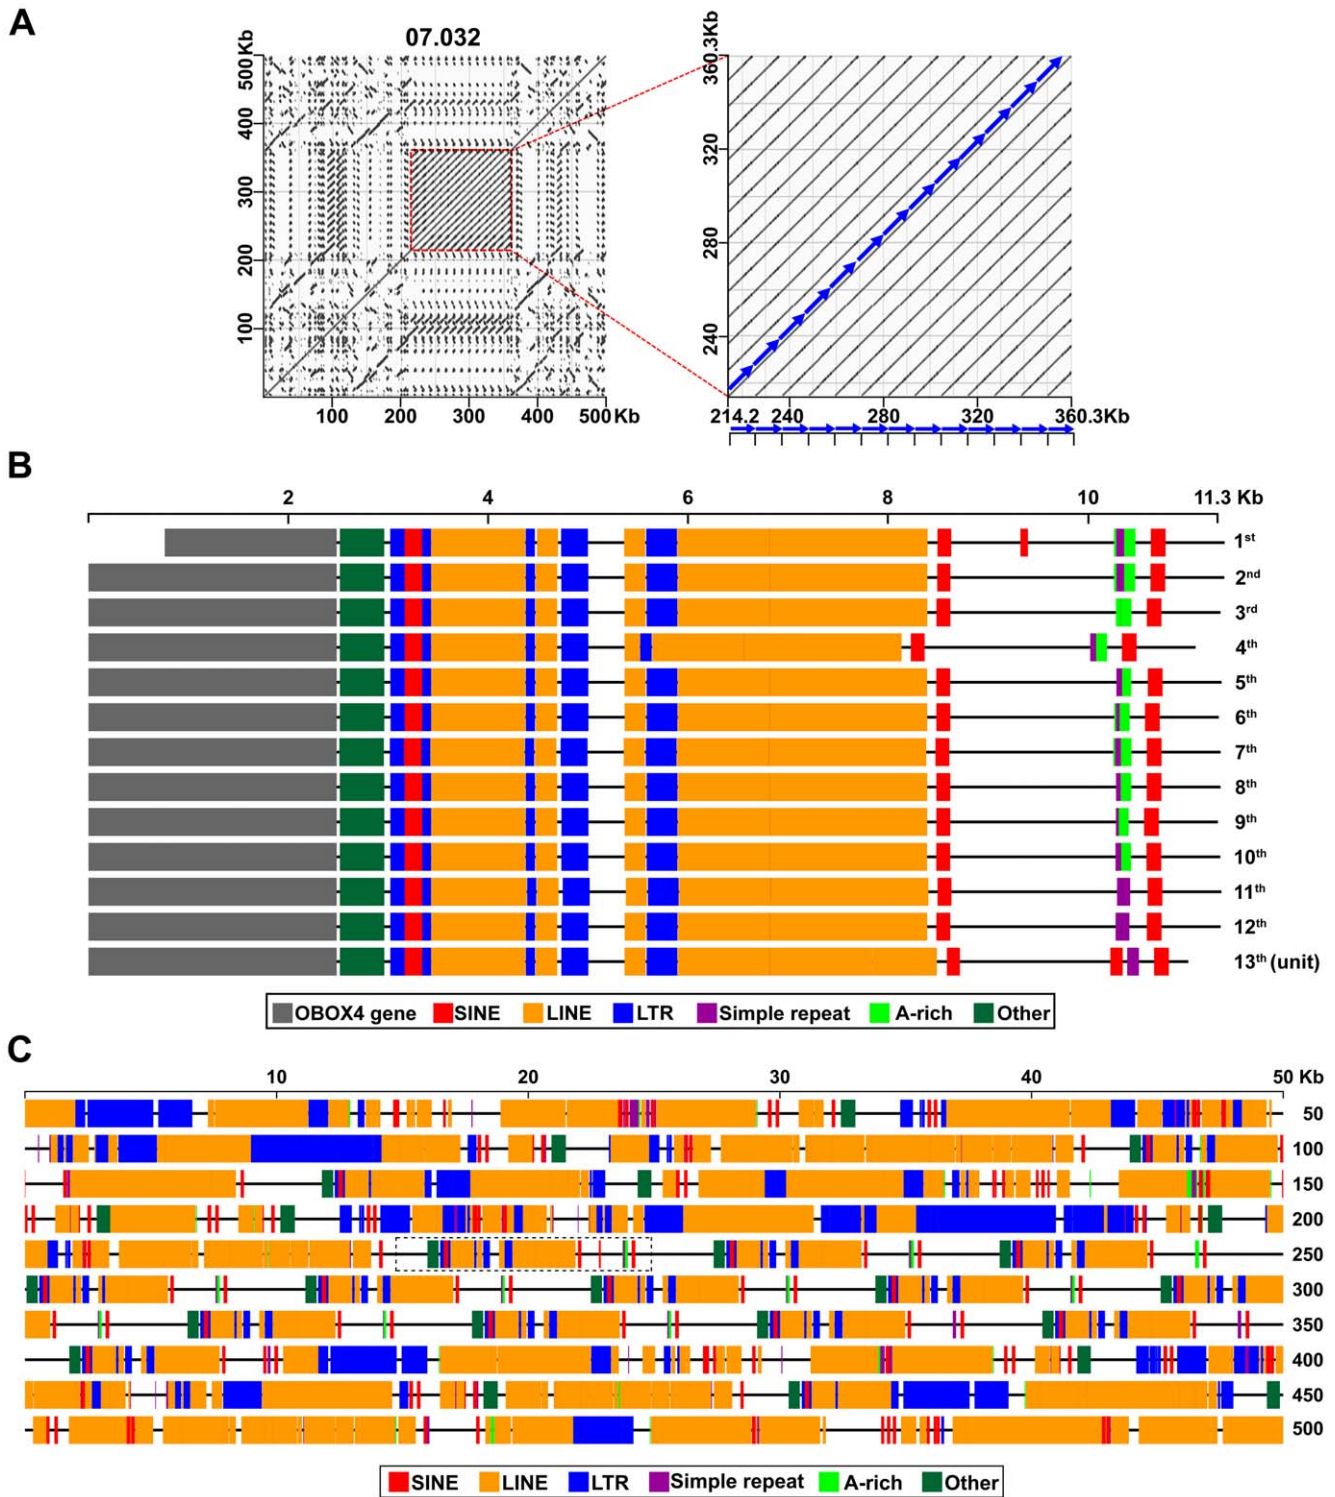 A
07.032
500Kb
400
300
200
100
100 200 300 400 500Kb
360.3Kb
320
280
240
214.2 240 280 320 360.3Kb
B
2 4 6 8 10 11.3 Kb
1st
2nd
3rd
4th
5th
6th
7th
8th
9th
10th
11th
12th
13th (unit)
OBOX4 gene SINE LINE LTR Simple repeat A-rich Other
C
10 20 30 40 50 Kb
50
100
150
200
250
300
350
400
450
500
SINE LINE LTR Simple repeat A-rich Other